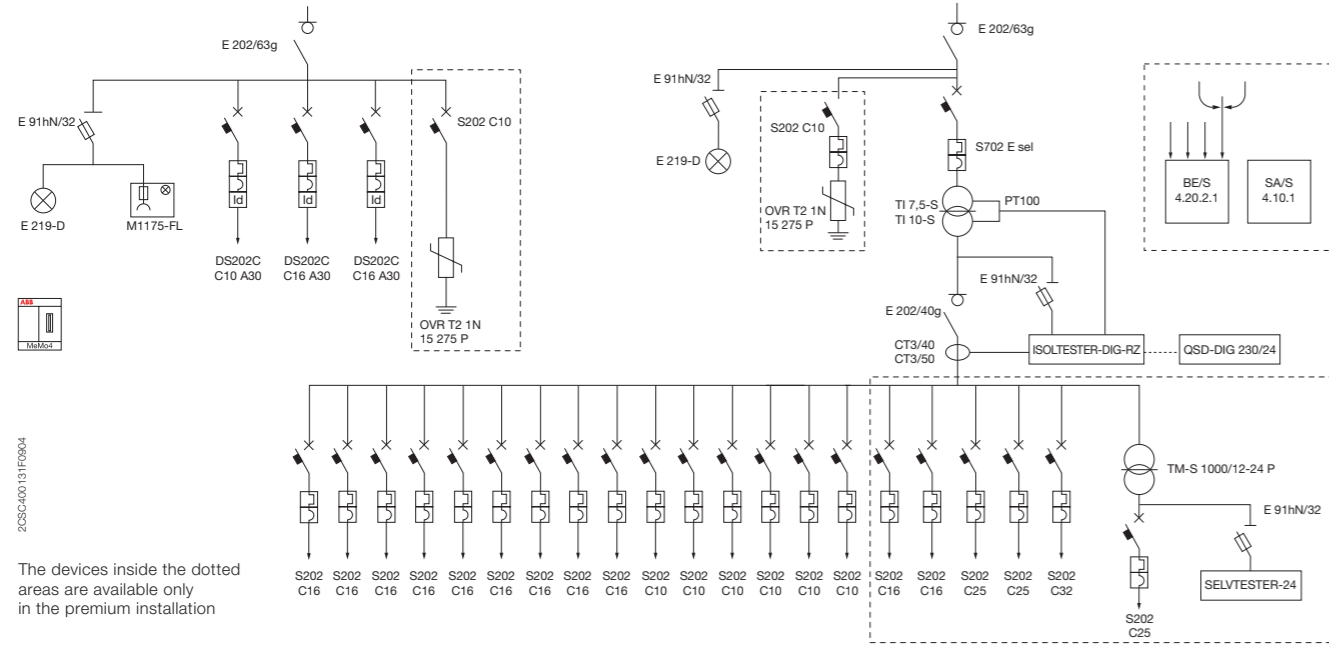 E 202/63g
E 91hN/32
S202 C10
Id
Id
Id
E 219-D
M1175-FL
DS202C
C10 A30
DS202C
C16 A30
DS202C
C16 A30
OVR T2 1N
15 275 P
ABB
MeMo4
E 202/63g
E 91hN/32
S202 C10
E 219-D
S702 E sel
OVR T2 1N
15 275 P
TI 7,5-S
TI 10-S
PT100
BE/S
4.20.2.1
SA/S
4.10.1
E 91hN/32
E 202/40g
CT3/40
CT3/50
ISOLTESTER-DIG-RZ
QSD-DIG 230/24
TM-S 1000/12-24 P
E 91hN/32
SELVTESTER-24
S202
C16
S202
C16
S202
C16
S202
C16
S202
C16
S202
C16
S202
C16
S202
C16
S202
C16
S202
C10
S202
C10
S202
C10
S202
C10
S202
C10
S202
C10
S202
C16
S202
C16
S202
C25
S202
C25
S202
C32
S202
C25
2CSC400131F0904
The devices inside the dotted
areas are available only
in the premium installation